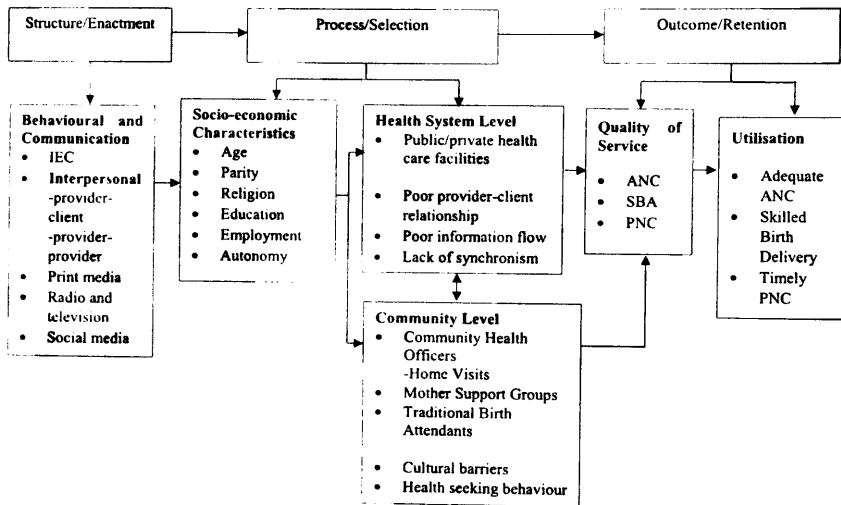 Structure/Enactment
Process/Selection
Outcome/Retention
Behavioural and
Communication
• IEC
• Interpersonal
-provider-
client
-provider-
provider
• Print media
• Radio and
television
• Social media
Socio-economic
Characteristics
• Age
• Parity
• Religion
• Education
• Employment
• Autonomy
Health System Level
• Public/private health
care facilities
• Poor provider-client
relationship
• Poor information flow
• Lack of synchronism
Community Level
• Community Health
Officers
-Home Visits
• Mother Support Groups
• Traditional Birth
Attendants
• Cultural barriers
• Health seeking behaviour
Quality of
Service
• ANC
• SBA
• PNC
Utilisation
• Adequate
ANC
• Skilled
Birth
Delivery
• Timely
PNC